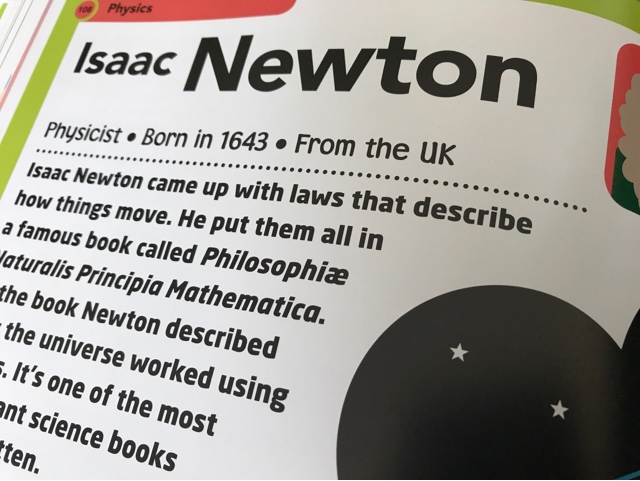 108 Physics
Isaac Newton
Physicist • Born in 1643 • From the UK
Isaac Newton came up with laws that describe
how things move. He put them all in
a famous book called Philosophiæ
Naturalis Principia Mathematica.
the book Newton described
the universe worked using
It's one of the most
science books